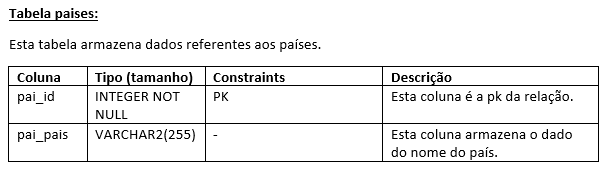 Tabela paises:
Esta tabela armazena dados referentes aos países.
Coluna Tipo (tamanho) Constraints Descrição
pai_id INTEGER NOT NULL PK Esta coluna é a pk da relação.
pai_pais VARCHAR2(255) - Esta coluna armazena o dado do nome do país.